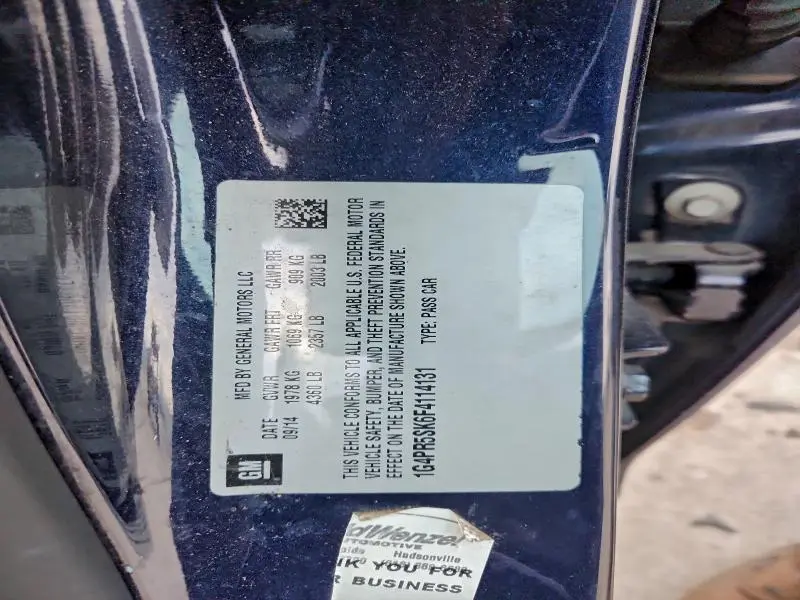 MFD BY GENERAL MOTORS LLC
DATE GVWR GAWR FRT GAWR RR
09/14 1978 KG 1069 KG 909 KG
4360 LB 2357 LB 2003 LB
GM
THIS VEHICLE CONFORMS TO ALL APPLICABLE U.S. FEDERAL MOTOR
VEHICLE SAFETY, BUMPER, AND THEFT PREVENTION STANDARDS IN
EFFECT ON THE DATE OF MANUFACTURE SHOWN ABOVE.
1G4PR5SK6F4114131 TYPE: PASS CAR
dWenzel
TOMOTIVE
Hadsonville
YOU FOR
BUSINESS